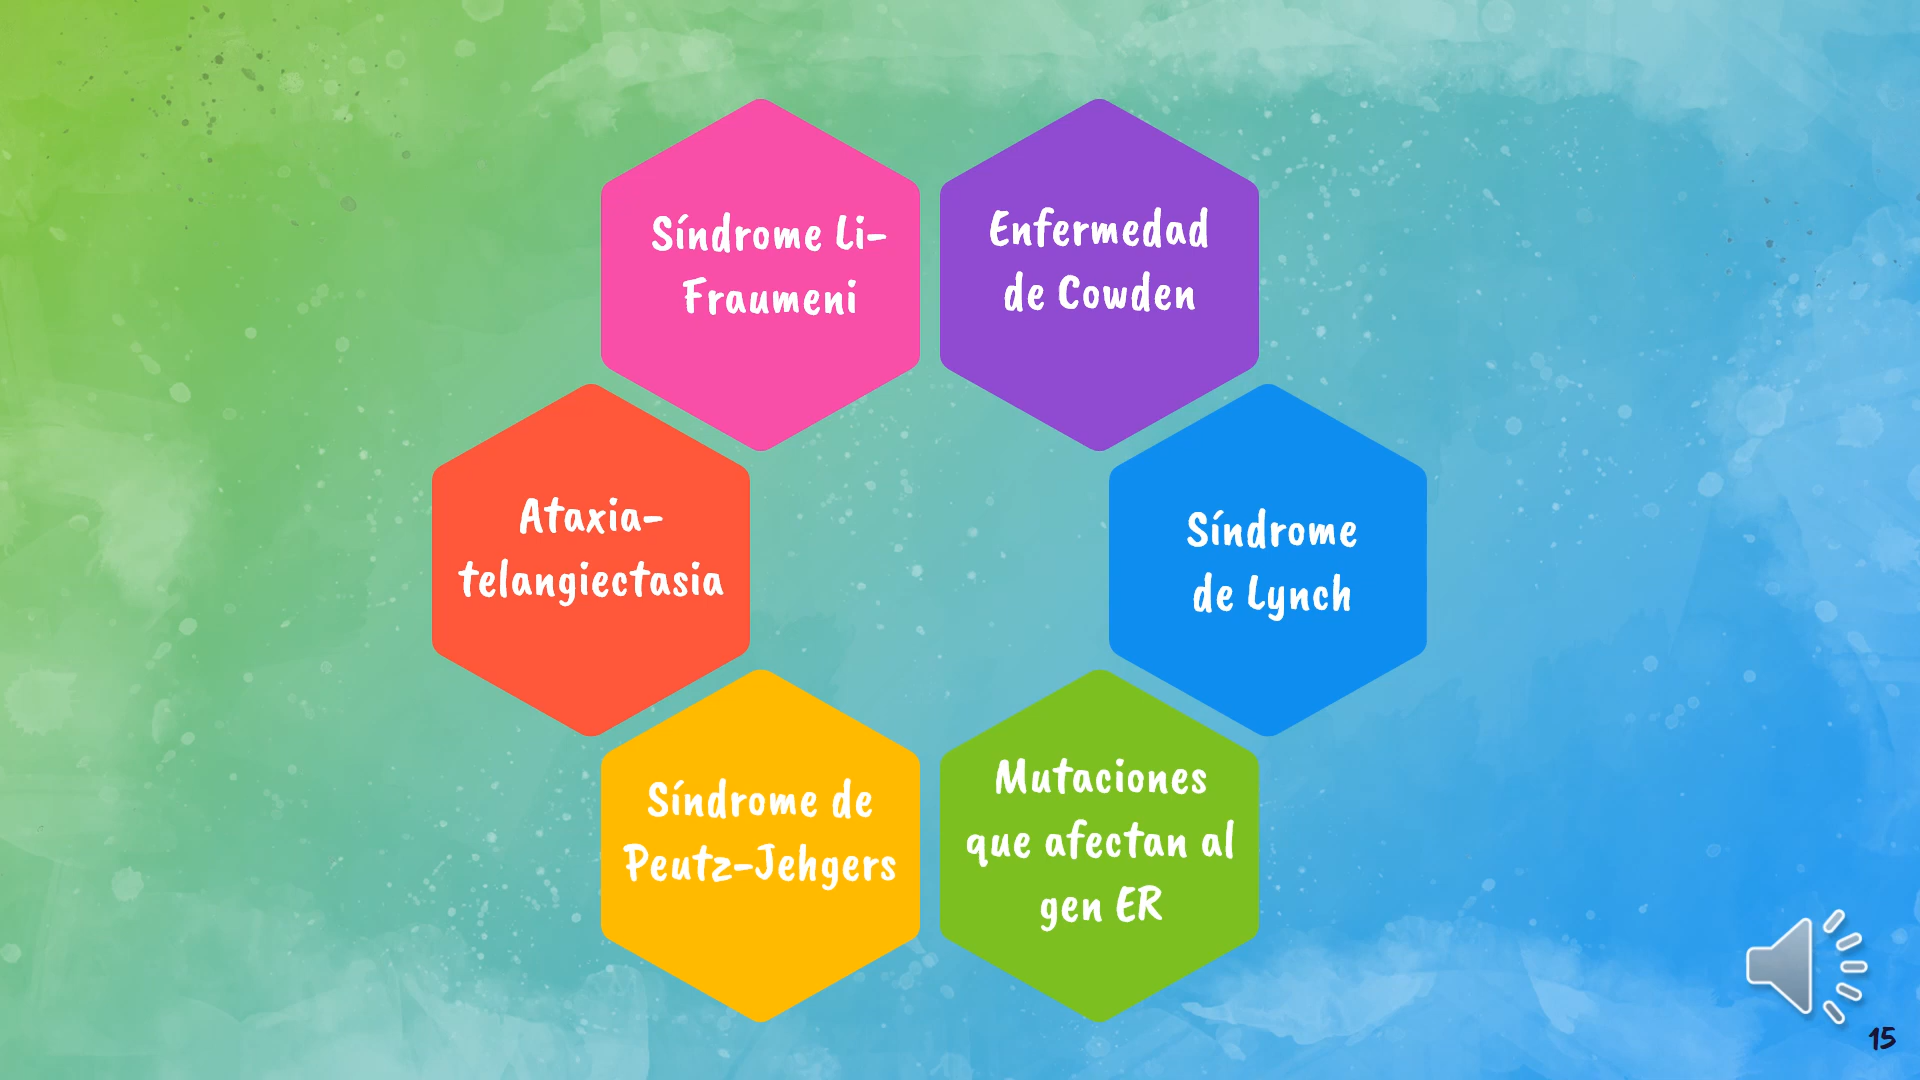 Síndrome Li-
Fraumeni
Enfermedad
de Cowden
Ataxia-
telangiectasia
Síndrome
de Lynch
Síndrome de
Peutz-Jehgers
Mutaciones
que afectan al
gen ER
15